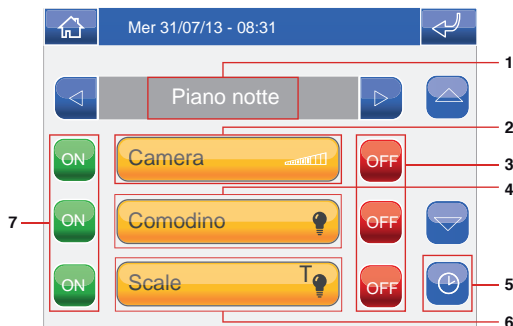 Mer 31/07/13 - 08:31
1
Piano notte
2
ON Camera OFF
3
4
7
ON Comodino OFF
ON Scale T OFF
5
6